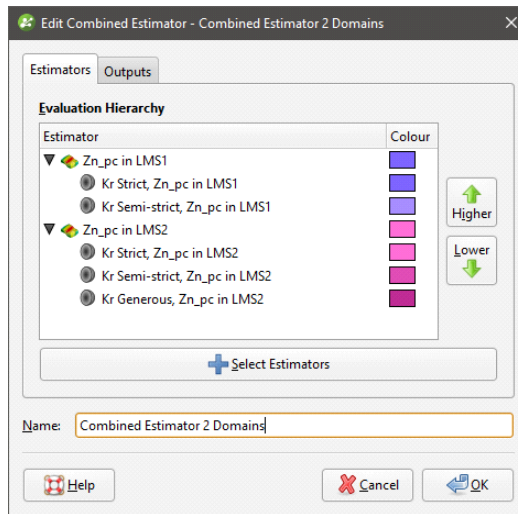 Edit Combined Estimator - Combined Estimator 2 Domains
Estimators Outputs
Evaluation Hierarchy
Estimator Colour
Zn_pc in LMS1
Kr Strict, Zn_pc in LMS1
Kr Semi-strict, Zn_pc in LMS1
Zn_pc in LMS2
Kr Strict, Zn_pc in LMS2
Kr Semi-strict, Zn_pc in LMS2
Kr Generous, Zn_pc in LMS2
Higher
Lower
Select Estimators
Name: Combined Estimator 2 Domains
Help Cancel OK